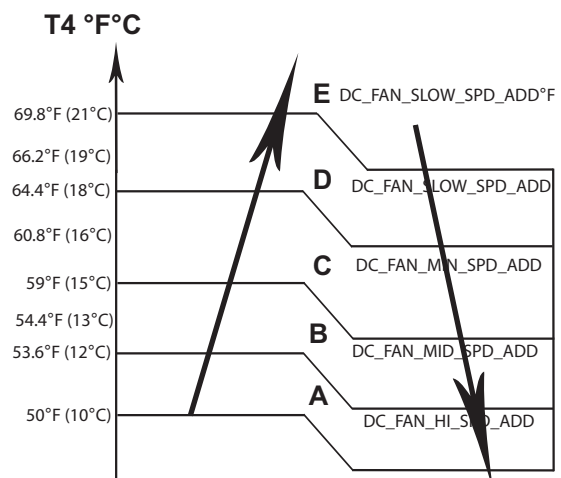 T4 °F°C
E DC_FAN_SLOW_SPD_ADD°F
69.8°F (21°C)
66.2°F (19°C)
D DC_FAN_SLOW_SPD_ADD
64.4°F (18°C)
60.8°F (16°C)
C DC_FAN_MIN_SPD_ADD
59°F (15°C)
54.4°F (13°C)
B DC_FAN_MID_SPD_ADD
53.6°F (12°C)
A DC_FAN_HI_SPD_ADD
50°F (10°C)